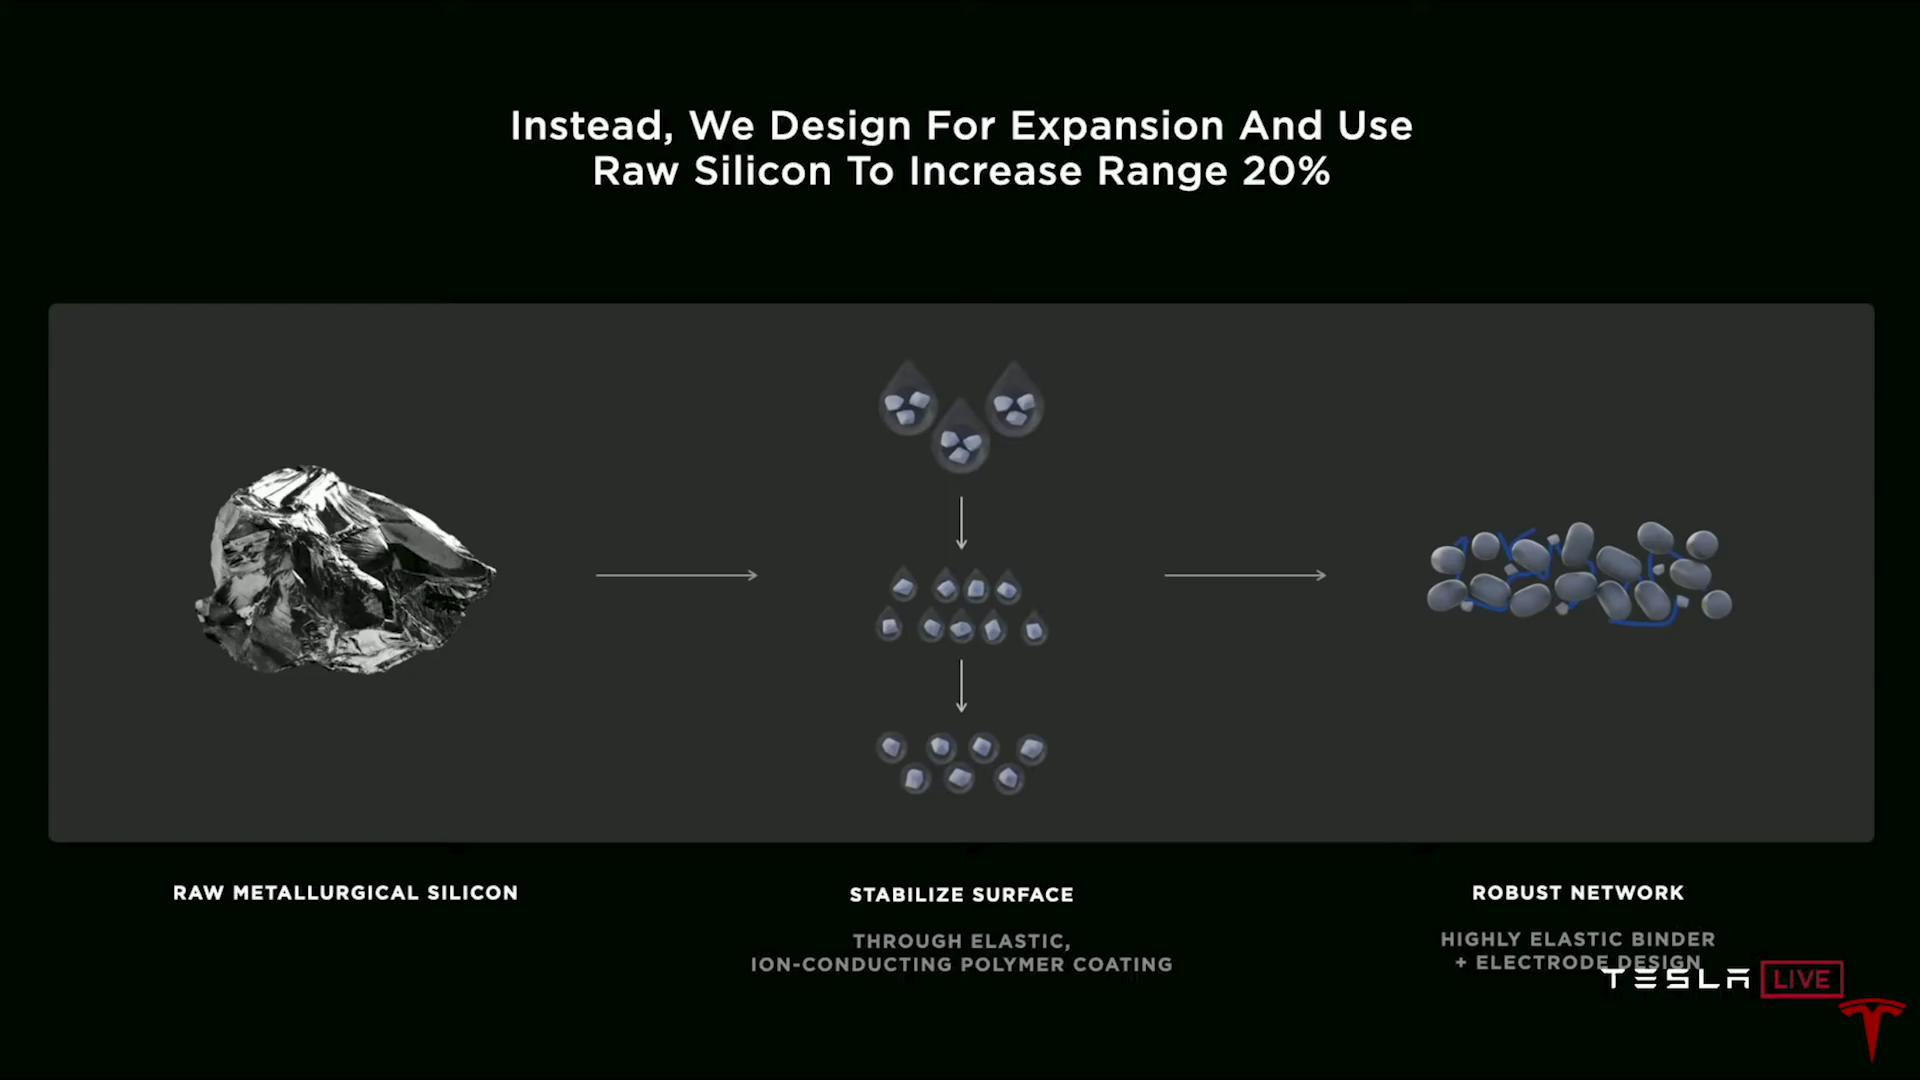 Instead, We Design For Expansion And Use
Raw Silicon To Increase Range 20%
RAW METALLURGICAL SILICON
STABILIZE SURFACE
THROUGH ELASTIC,
ION-CONDUCTING POLYMER COATING
ROBUST NETWORK
HIGHLY ELASTIC BINDER
+ ELECTRODE DESIGN
TESLA LIVE